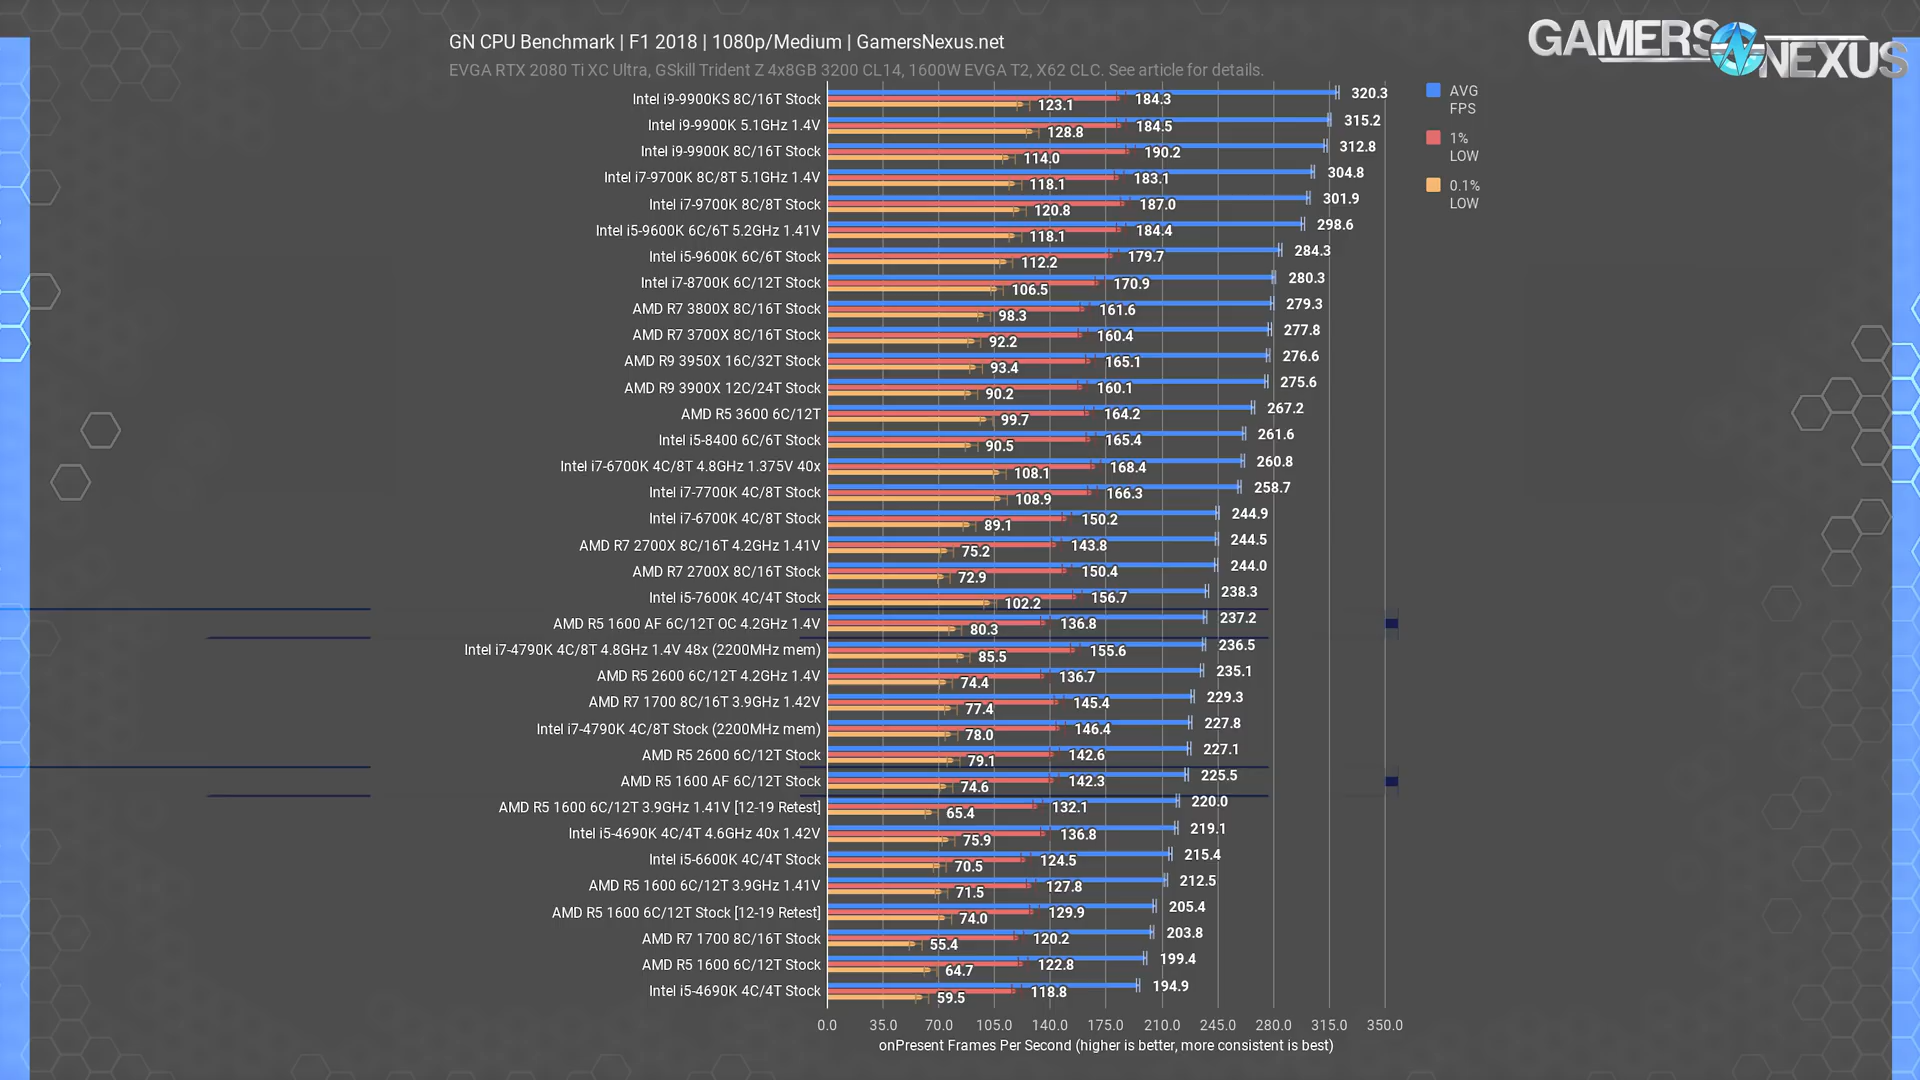 GN CPU Benchmark | F1 2018 | 1080p/Medium | GamersNexus.net
GAMERS NEXUS
EVGA RTX 2080 Ti XC Ultra, GSkill Trident Z 4x8GB 3200 CL14, 1600W EVGA T2, X62 CLC. See article for details.
AVG FPS
1% LOW
0.1% LOW
Intel i9-9900KS 8C/16T Stock 320.3 184.3 123.1
Intel i9-9900K 5.1GHz 1.4V 315.2 184.5 128.8
Intel i9-9900K 8C/16T Stock 312.8 190.2 114.0
Intel i7-9700K 8C/8T 5.1GHz 1.4V 304.8 183.1 118.1
Intel i7-9700K 8C/8T Stock 301.9 187.0 120.8
Intel i5-9600K 6C/6T 5.2GHz 1.41V 298.6 184.4 118.1
Intel i5-9600K 6C/6T Stock 284.3 179.7 112.2
Intel i7-8700K 6C/12T Stock 280.3 170.9 106.5
AMD R7 3800X 8C/16T Stock 279.3 161.6 98.3
AMD R7 3700X 8C/16T Stock 277.8 160.4 92.2
AMD R9 3950X 16C/32T Stock 276.6 165.1 93.4
AMD R9 3900X 12C/24T Stock 275.6 160.1 90.2
AMD R5 3600 6C/12T 267.2 164.2 99.7
Intel i5-8400 6C/6T Stock 261.6 165.4 90.5
Intel i7-6700K 4C/8T 4.8GHz 1.375V 40x 260.8 168.4 108.1
Intel i7-7700K 4C/8T Stock 258.7 166.3 108.9
Intel i7-6700K 4C/8T Stock 244.9 150.2 89.1
AMD R7 2700X 8C/16T 4.2GHz 1.41V 244.5 143.8 75.2
AMD R7 2700X 8C/16T Stock 244.0 150.4 72.9
Intel i5-7600K 4C/4T Stock 238.3 156.7 102.2
AMD R5 1600 AF 6C/12T OC 4.2GHz 1.4V 237.2 136.8 80.3
Intel i7-4790K 4C/8T 4.8GHz 1.4V 48x (2200MHz mem) 236.5 155.6 85.5
AMD R5 2600 6C/12T 4.2GHz 1.4V 235.1 136.7 74.4
AMD R7 1700 8C/16T 3.9GHz 1.42V 229.3 145.4 77.4
Intel i7-4790K 4C/8T Stock (2200MHz mem) 227.8 146.4 78.0
AMD R5 2600 6C/12T Stock 227.1 142.6 79.1
AMD R5 1600 AF 6C/12T Stock 225.5 142.3 74.6
AMD R5 1600 6C/12T 3.9GHz 1.41V [12-19 Retest] 220.0 132.1 65.4
Intel i5-4690K 4C/4T 4.6GHz 40x 1.42V 219.1 136.8 75.9
Intel i5-6600K 4C/4T Stock 215.4 124.5 70.5
AMD R5 1600 6C/12T 3.9GHz 1.41V 212.5 127.8 71.5
AMD R5 1600 6C/12T Stock [12-19 Retest] 205.4 129.9 74.0
AMD R7 1700 8C/16T Stock 203.8 120.2 55.4
AMD R5 1600 6C/12T Stock 199.4 122.8 64.7
Intel i5-4690K 4C/4T Stock 194.9 118.8 59.5
0.0 35.0 70.0 105.0 140.0 175.0 210.0 245.0 280.0 315.0 350.0
onPresent Frames Per Second (higher is better, more consistent is best)